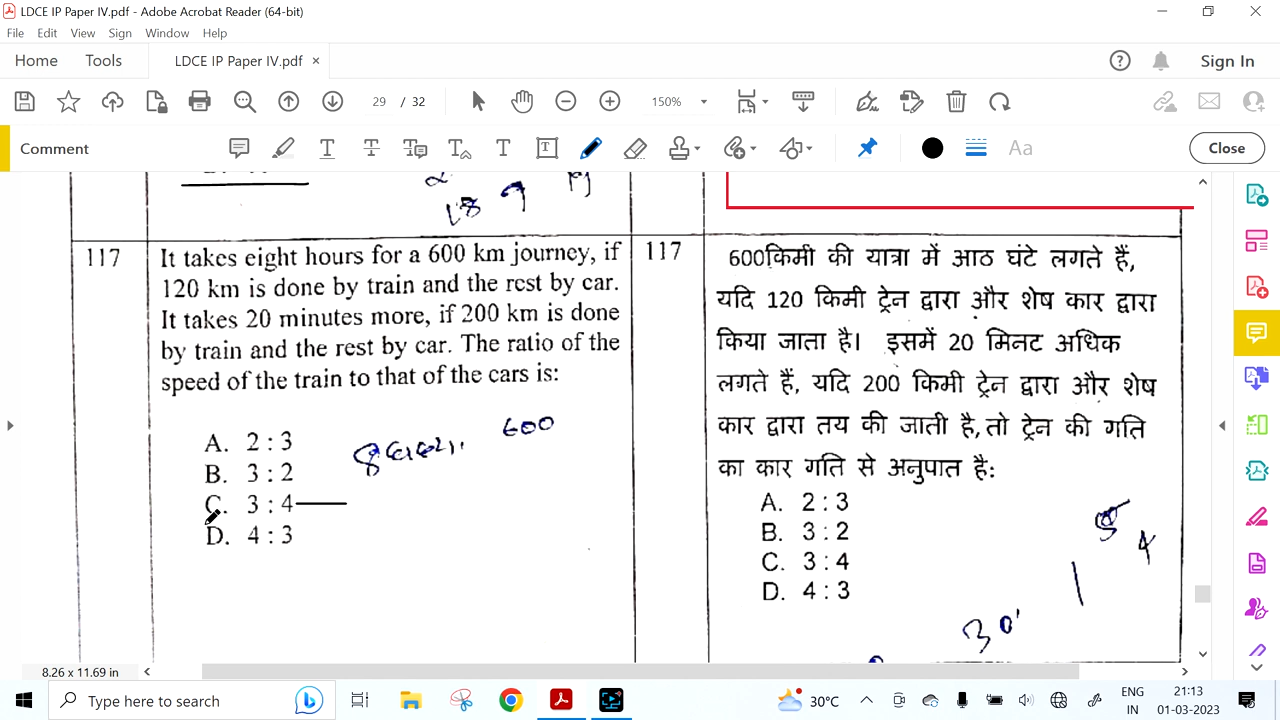 LDCE IP Paper IV.pdf - Adobe Acrobat Reader (64-bit)
File Edit View Sign Window Help
Home Tools LDCE IP Paper IV.pdf × Sign In
29 / 32 150%
Comment Aa Close
18 9
117
It takes eight hours for a 600 km journey, if
120 km is done by train and the rest by car.
It takes 20 minutes more, if 200 km is done
by train and the rest by car. The ratio of the
speed of the train to that of the cars is:
A. 2 : 3
B. 3 : 2
C. 3 : 4
D. 4 : 3
600
117
600किमी की यात्रा में आठ घंटे लगते हैं,
यदि 120 किमी ट्रेन द्वारा और शेष कार द्वारा
किया जाता है। इसमें 20 मिनट अधिक
लगते हैं, यदि 200 किमी ट्रेन द्वारा और शेष
कार द्वारा तय की जाती है, तो ट्रेन की गति
का कार गति से अनुपात है:
A. 2 : 3
B. 3 : 2
C. 3 : 4
D. 4 : 3
4
1
30'
8.26 x 11.69 in
Type here to search
30°C
ENG
IN
21:13
01-03-2023